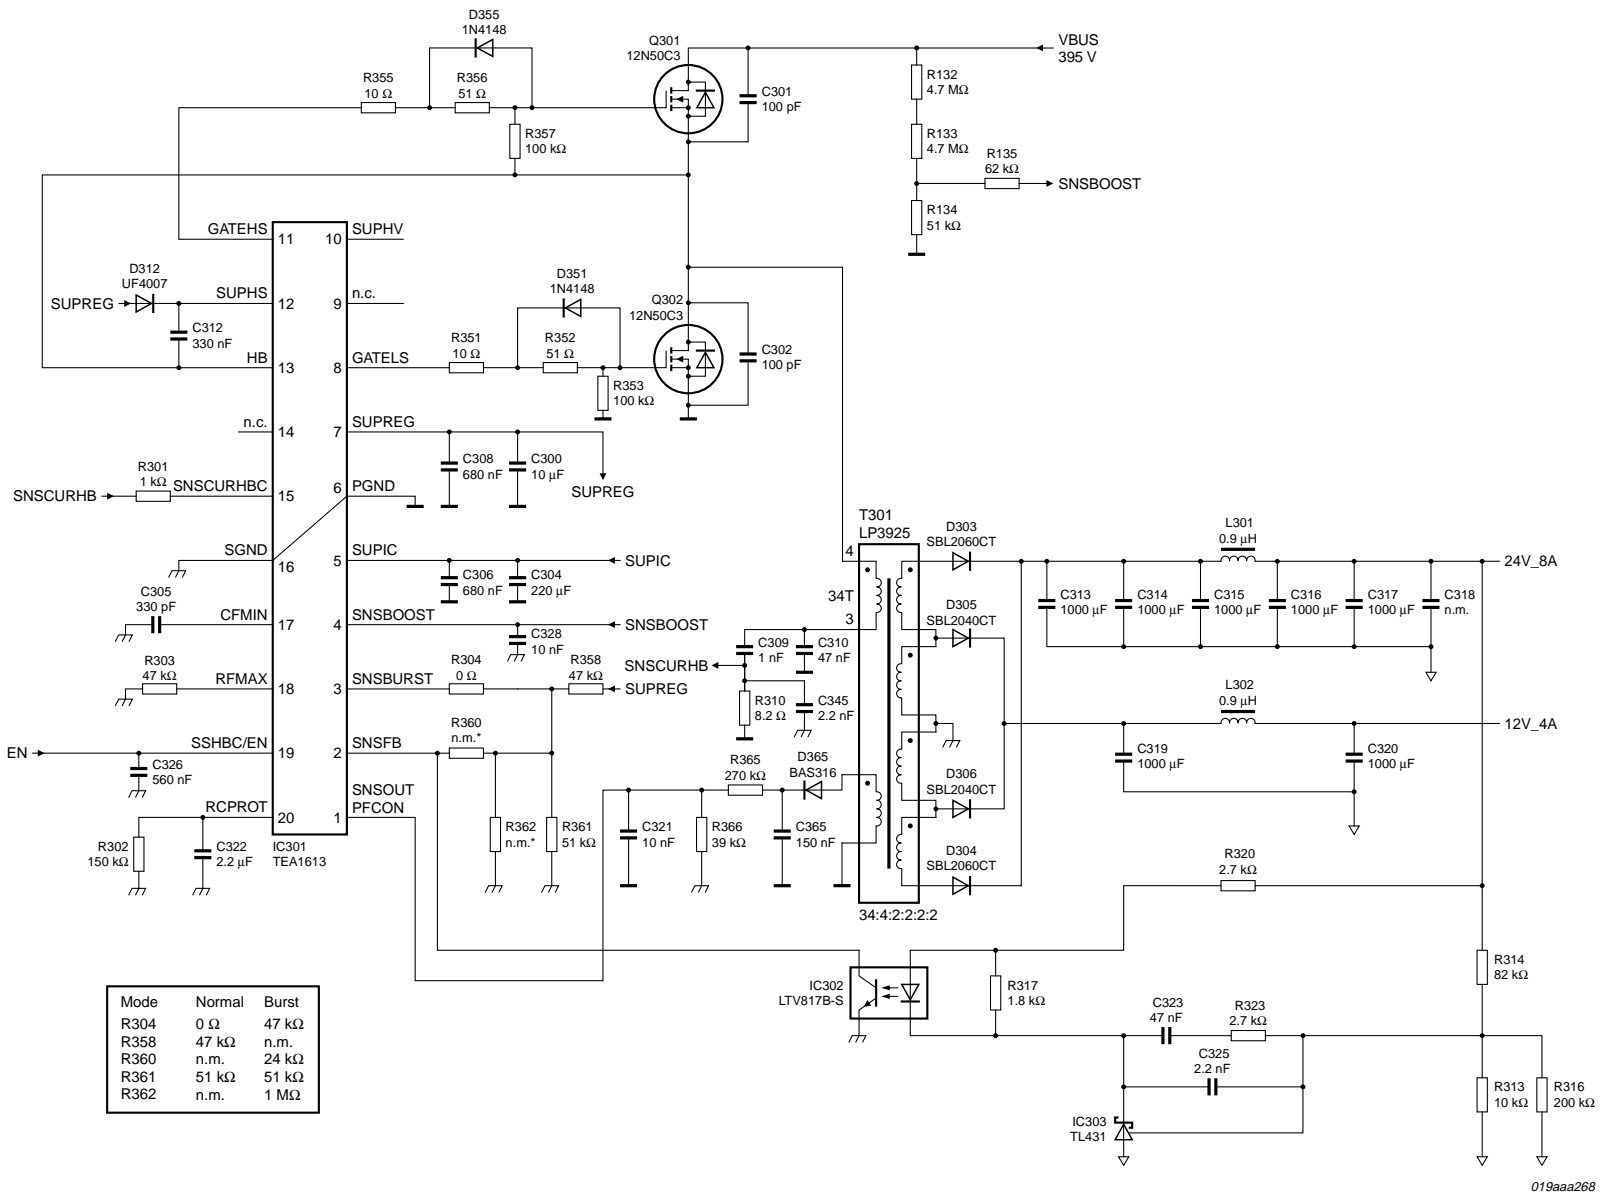 D355
1N4148
Q301
12N50C3
VBUS
395 V
R355
10 Ω
R356
51 Ω
C301
100 pF
R132
4.7 MΩ
R357
100 kΩ
R133
4.7 MΩ
R135
62 kΩ
SNSBOOST
R134
51 kΩ
GATEHS
11
10
SUPHV
D312
UF4007
SUPREG
SUPHS
12
9
n.c.
D351
1N4148
Q302
12N50C3
C312
330 nF
HB
13
8
GATELS
R351
10 Ω
R352
51 Ω
C302
100 pF
R353
100 kΩ
n.c.
14
7
SUPREG
C308
680 nF
C300
10 μF
SUPREG
R301
1 kΩ
SNSCURHB
SNSCURHBC
15
6
PGND
SGND
16
5
SUPIC
SUPIC
C306
680 nF
C304
220 μF
C305
330 pF
CFMIN
17
4
SNSBOOST
SNSBOOST
C328
10 nF
R303
47 kΩ
RFMAX
18
3
SNSBURST
R304
0 Ω
R358
47 kΩ
SUPREG
R360
n.m.*
EN
SSHBC/EN
19
2
SNSFB
C326
560 nF
SNSOUT
PFCON
RCPROT
20
1
R302
150 kΩ
C322
2.2 μF
IC301
TEA1613
R362
n.m.*
R361
51 kΩ
C321
10 nF
R366
39 kΩ
R365
270 kΩ
D365
BAS316
C365
150 nF
T301
LP3925
4
34T
3
C309
1 nF
C310
47 nF
SNSCURHB
R310
8.2 Ω
C345
2.2 nF
34:4:2:2:2:2
D303
SBL2060CT
D305
SBL2040CT
D306
SBL2040CT
D304
SBL2060CT
L301
0.9 μH
24V_8A
C313
1000 μF
C314
1000 μF
C315
1000 μF
C316
1000 μF
C317
1000 μF
C318
n.m.
L302
0.9 μH
12V_4A
C319
1000 μF
C320
1000 μF
R320
2.7 kΩ
R314
82 kΩ
IC302
LTV817B-S
R317
1.8 kΩ
C323
47 nF
R323
2.7 kΩ
C325
2.2 nF
R313
10 kΩ
R316
200 kΩ
IC303
TL431
Mode Normal Burst
R304 0 Ω 47 kΩ
R358 47 kΩ n.m.
R360 n.m. 24 kΩ
R361 51 kΩ 51 kΩ
R362 n.m. 1 MΩ
019aaa268